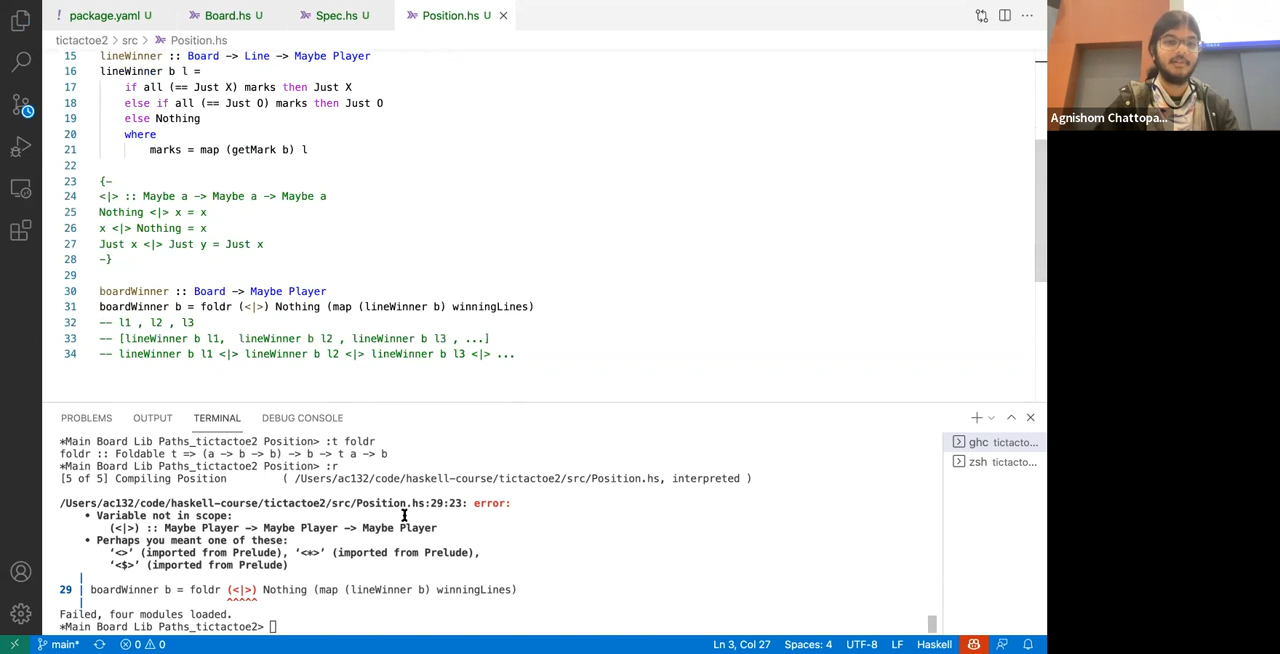 package.yaml U
Board.hs U
Spec.hs U
Position.hs U
tictactoe2 > src > Position.hs
15 lineWinner :: Board -> Line -> Maybe Player
16 lineWinner b l =
17 if all (== Just X) marks then Just X
18 else if all (== Just O) marks then Just O
19 else Nothing
20 where
21 marks = map (getMark b) l
22
23 {-
24 <|> :: Maybe a -> Maybe a -> Maybe a
25 Nothing <|> x = x
26 x <|> Nothing = x
27 Just x <|> Just y = Just x
28 -}
29
30 boardWinner :: Board -> Maybe Player
31 boardWinner b = foldr (<|>) Nothing (map (lineWinner b) winningLines)
32 -- l1 , l2 , l3
33 -- [lineWinner b l1, lineWinner b l2 , lineWinner b l3 , ...]
34 -- lineWinner b l1 <|> lineWinner b l2 <|> lineWinner b l3 <|> ...
PROBLEMS OUTPUT TERMINAL DEBUG CONSOLE
*Main Board Lib Paths_tictactoe2 Position> :t foldr
foldr :: Foldable t => (a -> b -> b) -> b -> t a -> b
*Main Board Lib Paths_tictactoe2 Position> :r
[5 of 5] Compiling Position ( /Users/ac132/code/haskell-course/tictactoe2/src/Position.hs, interpreted )
/Users/ac132/code/haskell-course/tictactoe2/src/Position.hs:29:23: error:
• Variable not in scope:
(<|>) :: Maybe Player -> Maybe Player -> Maybe Player
• Perhaps you meant one of these:
‘<>’ (imported from Prelude), ‘<*>’ (imported from Prelude),
‘<$>’ (imported from Prelude)
|
29 | boardWinner b = foldr (<|>) Nothing (map (lineWinner b) winningLines)
| ^^^^^
Failed, four modules loaded.
*Main Board Lib Paths_tictactoe2>
ghc tictacto...
zsh tictacto...
main* 0 0 Ln 3, Col 27 Spaces: 4 UTF-8 LF Haskell
Agnishom Chattopa...